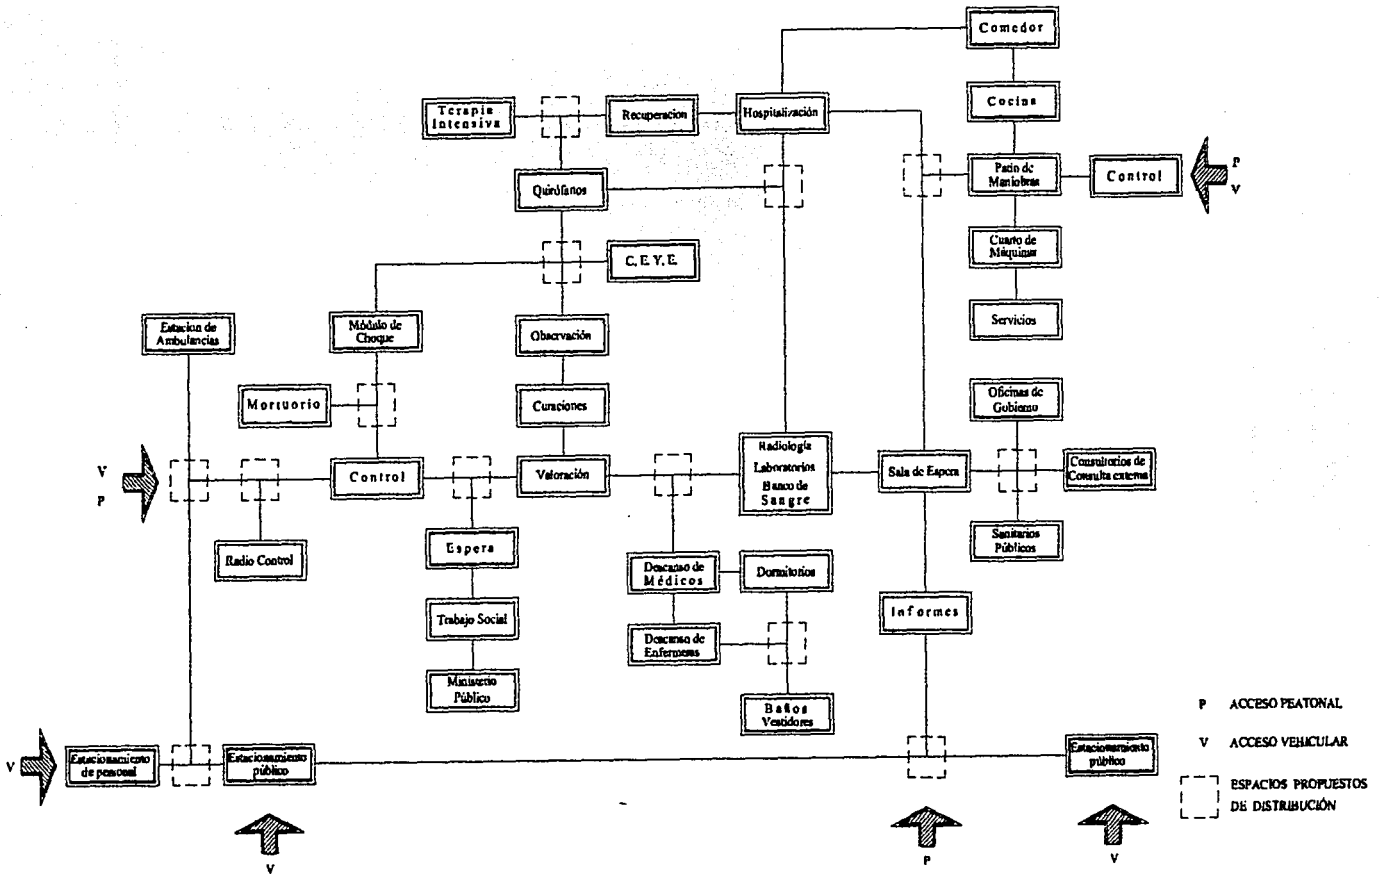 Comedor
Cocina
Terapia
Intensiva
Recuperacion
Hospitalización
Patio de
Maniobras
Control
P
V
Quirófanos
Cuarto de
Máquinas
C. E. Y. E.
Servicios
Estacion de
Ambulancias
Módulo de
Choque
Observación
Mortuorio
Curaciones
Oficinas de
Gobierno
V
P
Control
Valoración
Radiología
Laboratorios
Banco de
Sangre
Sala de Espera
Consultorios de
Consulta externa
Radio Control
Espera
Sanitarios
Públicos
Descanso de
Médicos
Dormitorios
Trabajo Social
Descanso de
Enfermeras
Informes
Ministerio
Público
Baños
Vestidores
V
Estacionamiento
de personal
Estacionamiento
público
Estacionamiento
público
V
P
V
P ACCESO PEATONAL
V ACCESO VEHICULAR
ESPACIOS PROPUESTOS
DE DISTRIBUCIÓN